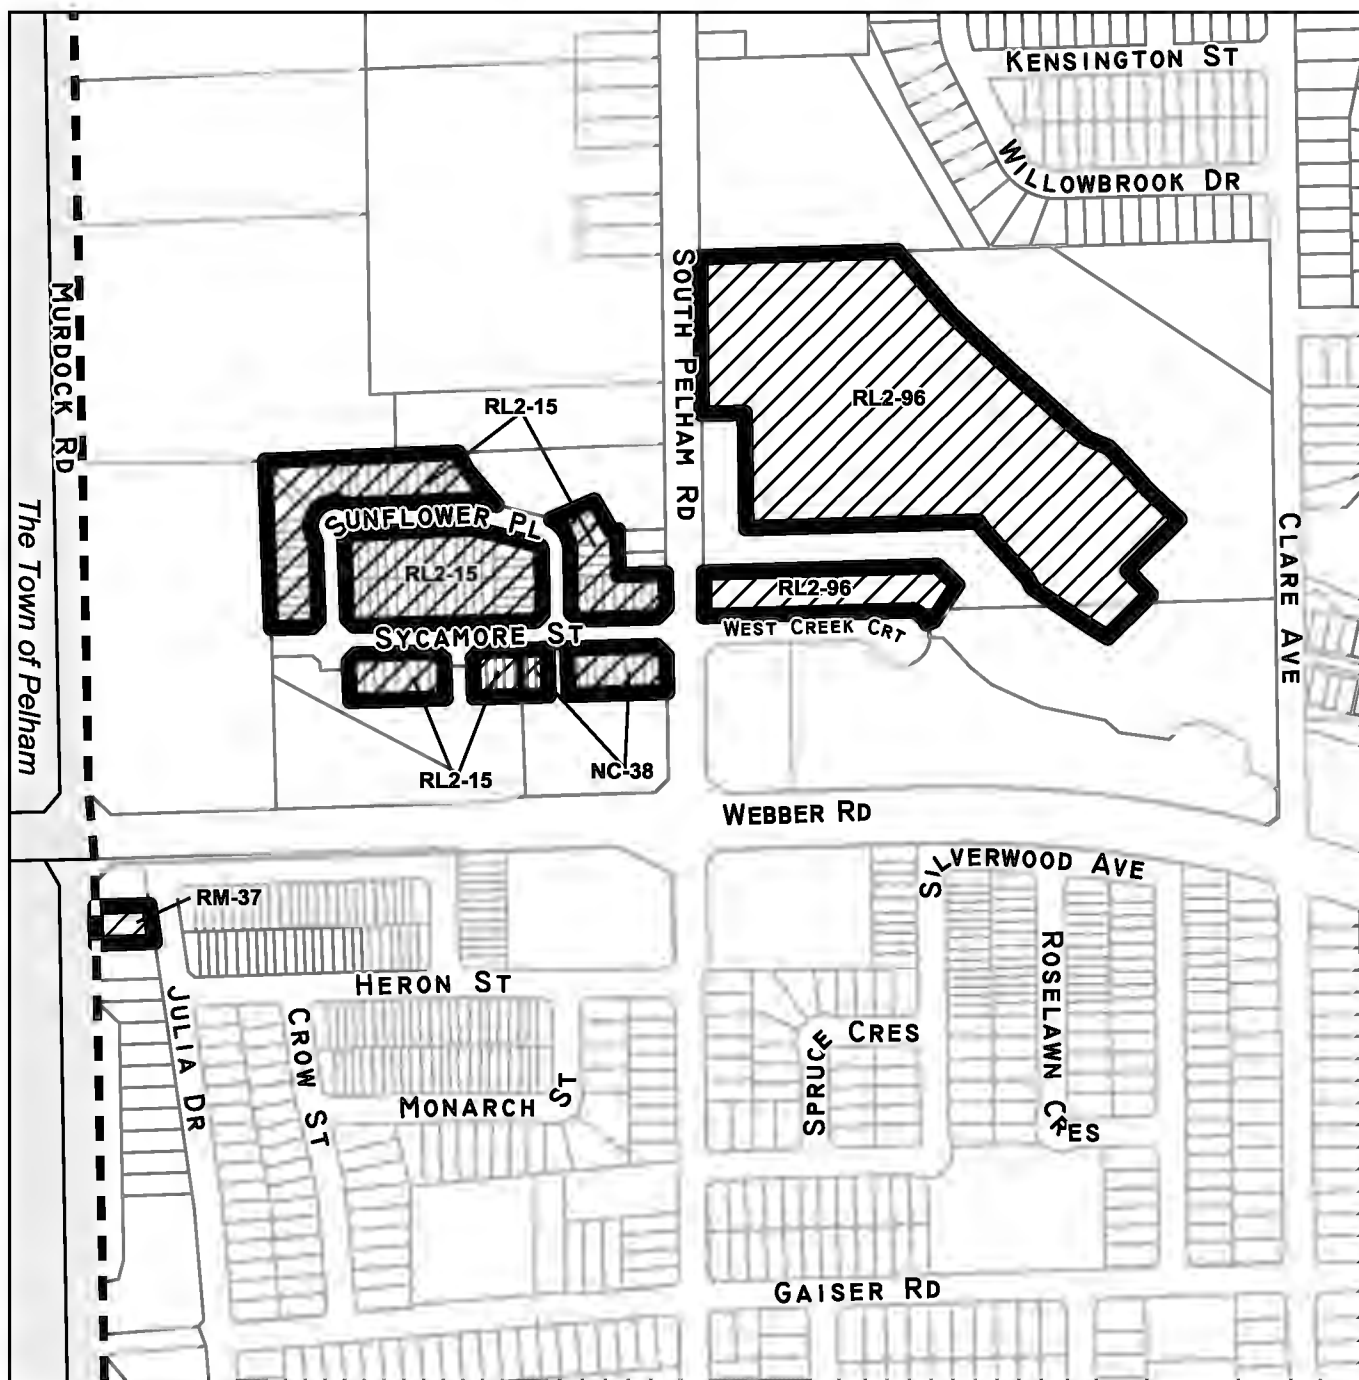 KENSINGTON ST
WILLOWBROOK DR
MURDOCK RD
SOUTH PELHAM RD
RL2-96
RL2-15
The Town of Pelham
SUNFLOWER PL
CLARE AVE
RL2-15
RL2-96
SYCAMORE ST
WEST CREEK CRT
RL2-15
NC-38
WEBBER RD
SILVERWOOD AVE
RM-37
ROSELAWN CRES
HERON ST
JULIA DR
CROW ST
SPRUCE CRES
MONARCH ST
GAISER RD